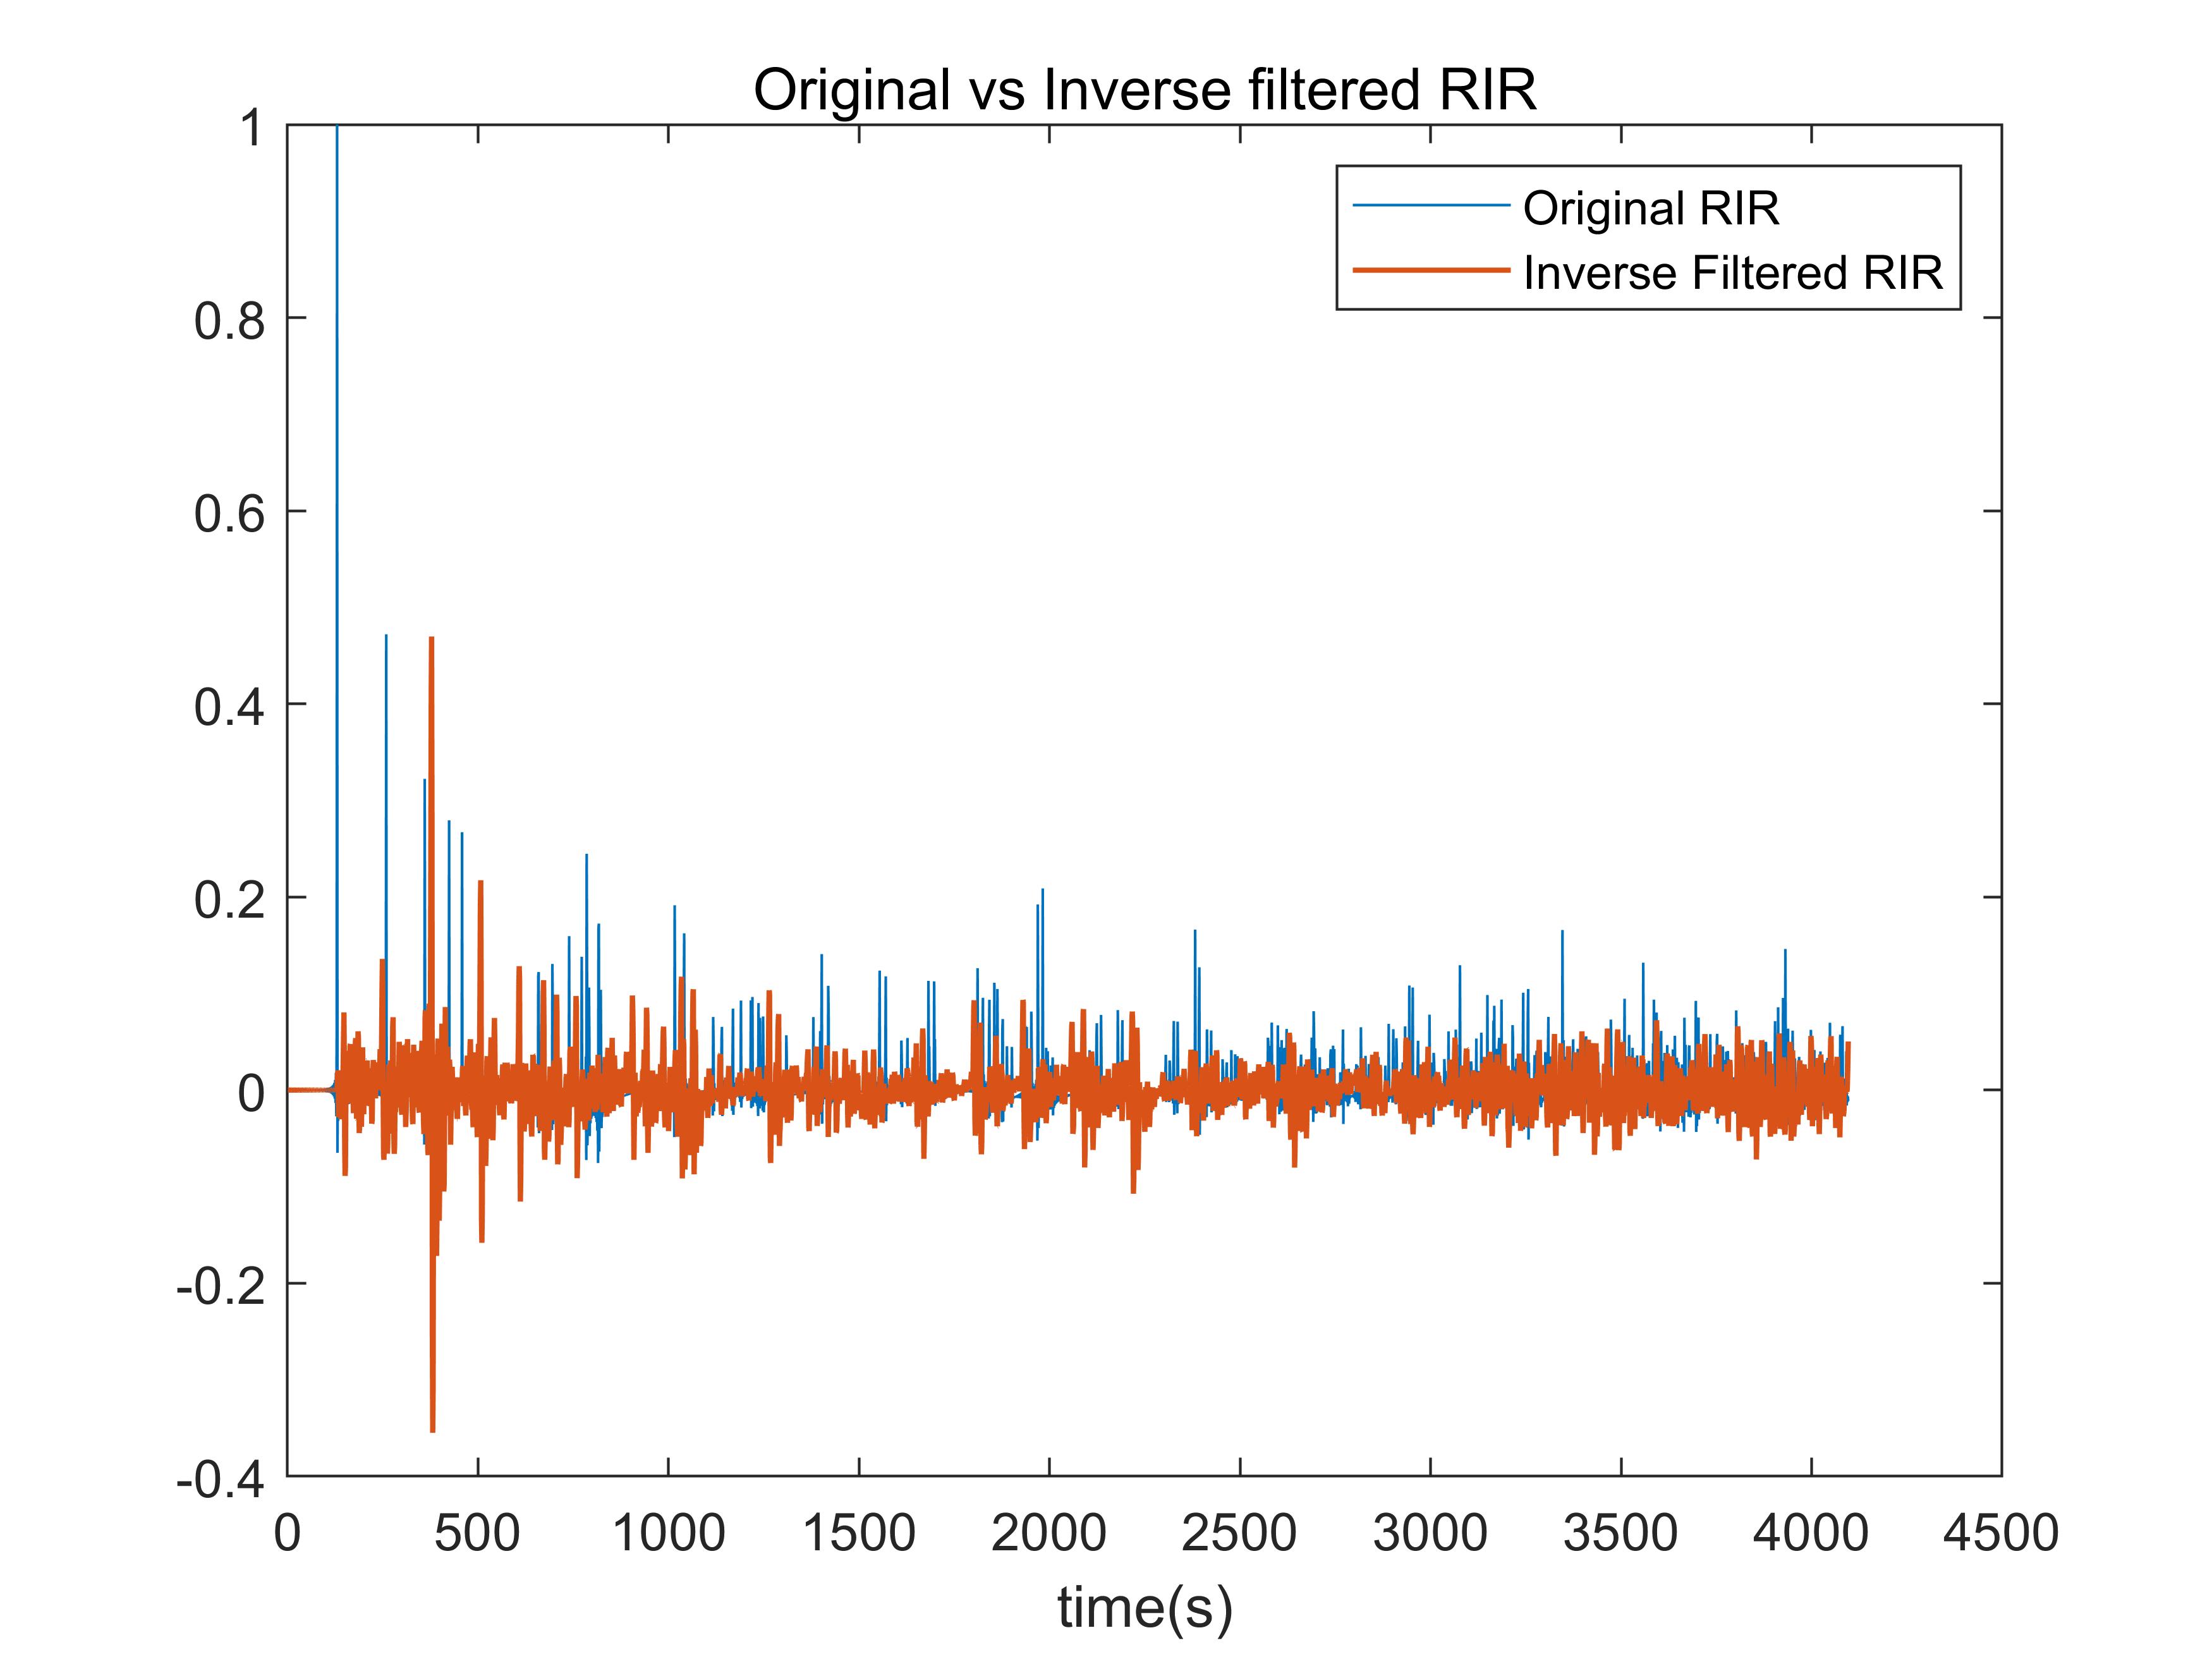 Original vs Inverse filtered RIR
1
0.8
0.6
0.4
0.2
0
-0.2
-0.4
Original RIR
Inverse Filtered RIR
0 500 1000 1500 2000 2500 3000 3500 4000 4500
time(s)